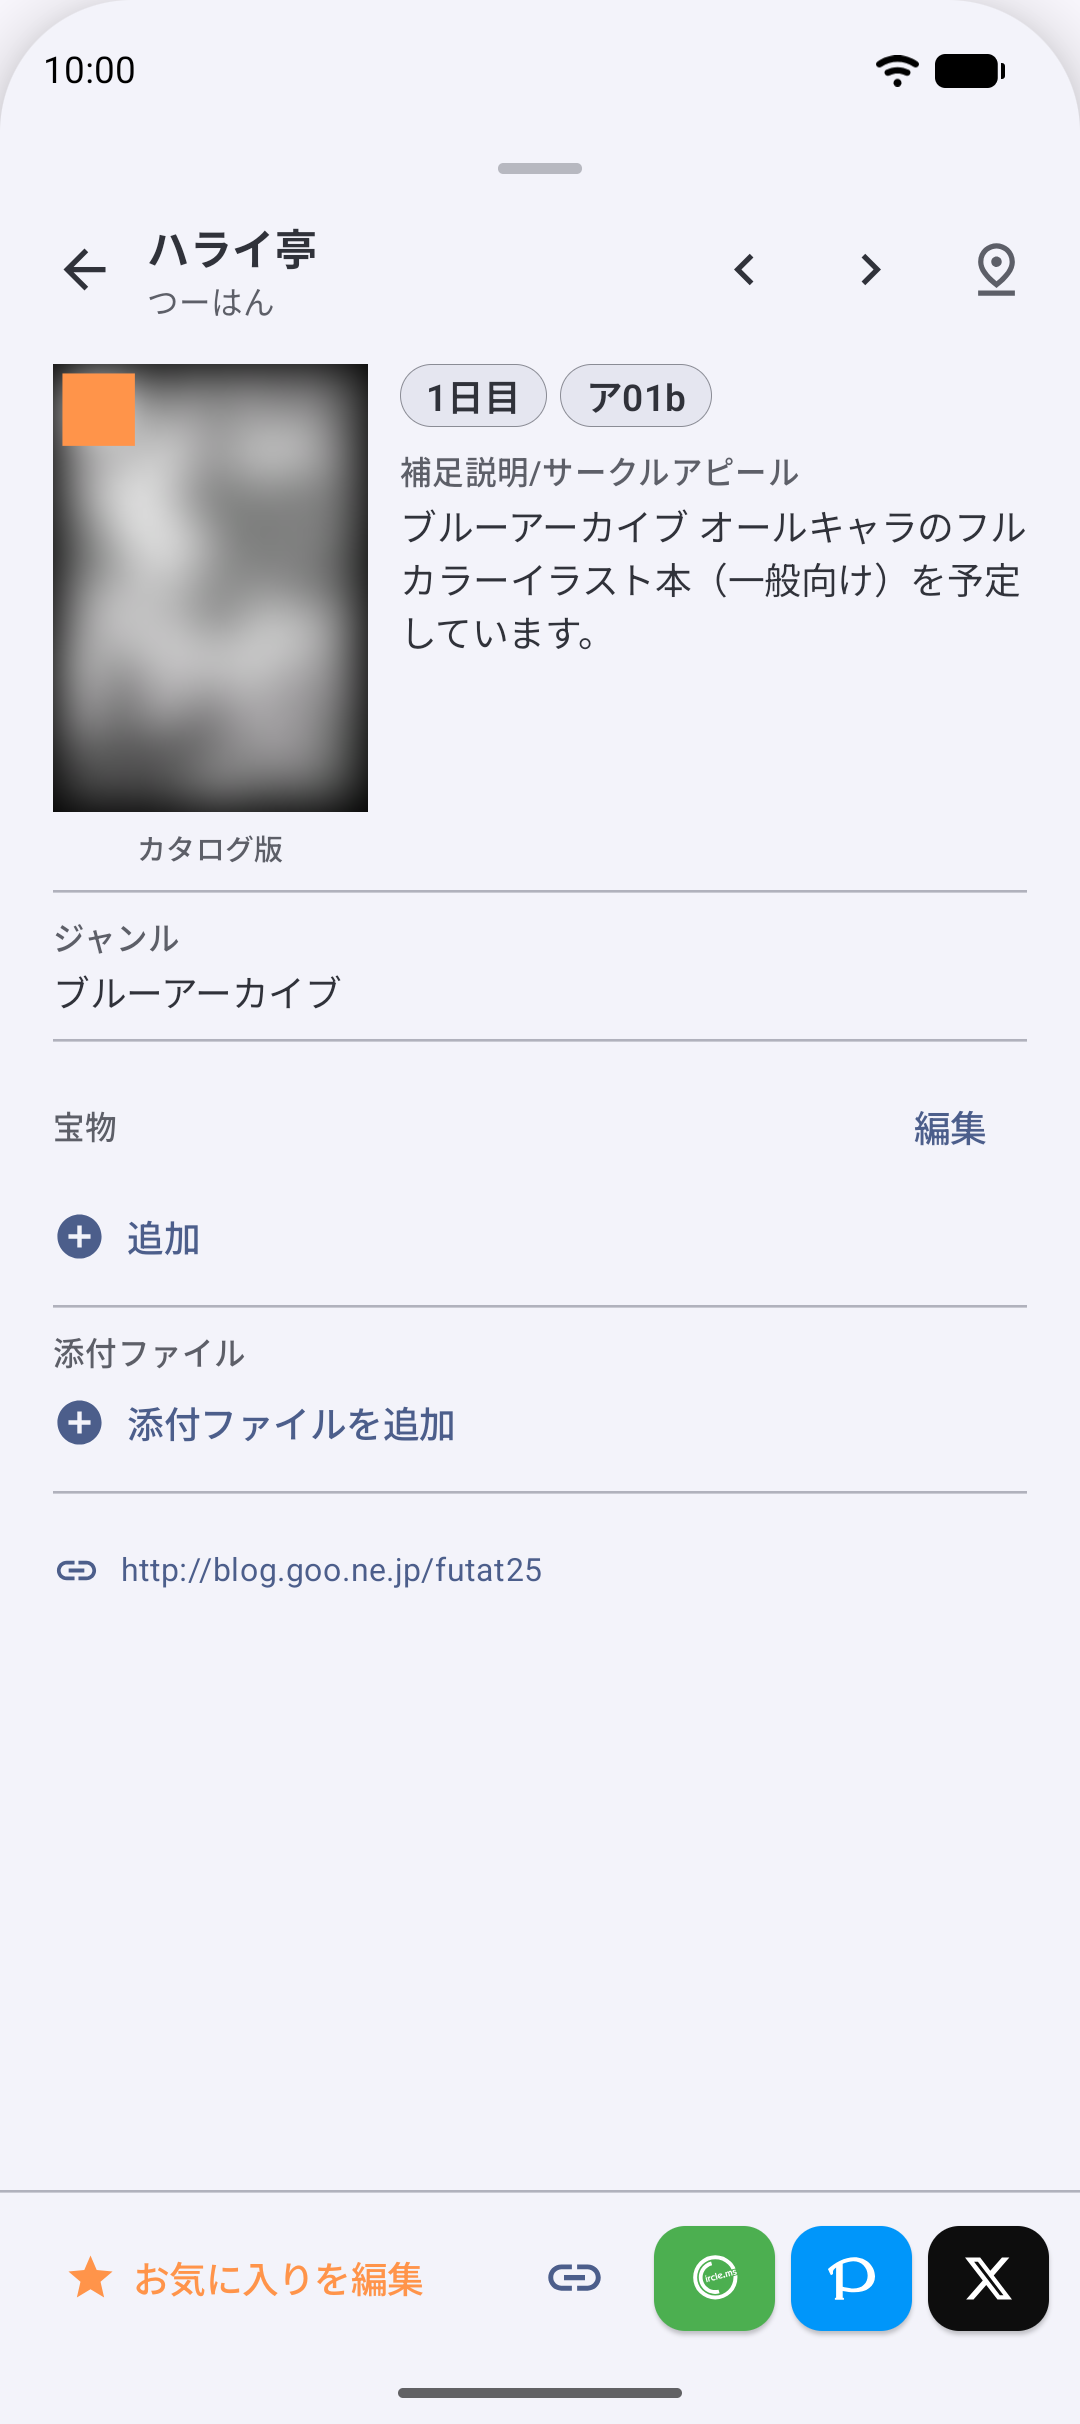 10:00
ハライ亭
つーはん
1日目 ア01b
補足説明/サークルアピール
ブルーアーカイブ オールキャラのフル
カラーイラスト本（一般向け）を予定
しています。
カタログ版
ジャンル
ブルーアーカイブ
宝物 編集
追加
添付ファイル
添付ファイルを追加
http://blog.goo.ne.jp/futat25
お気に入りを編集 ircle.ms